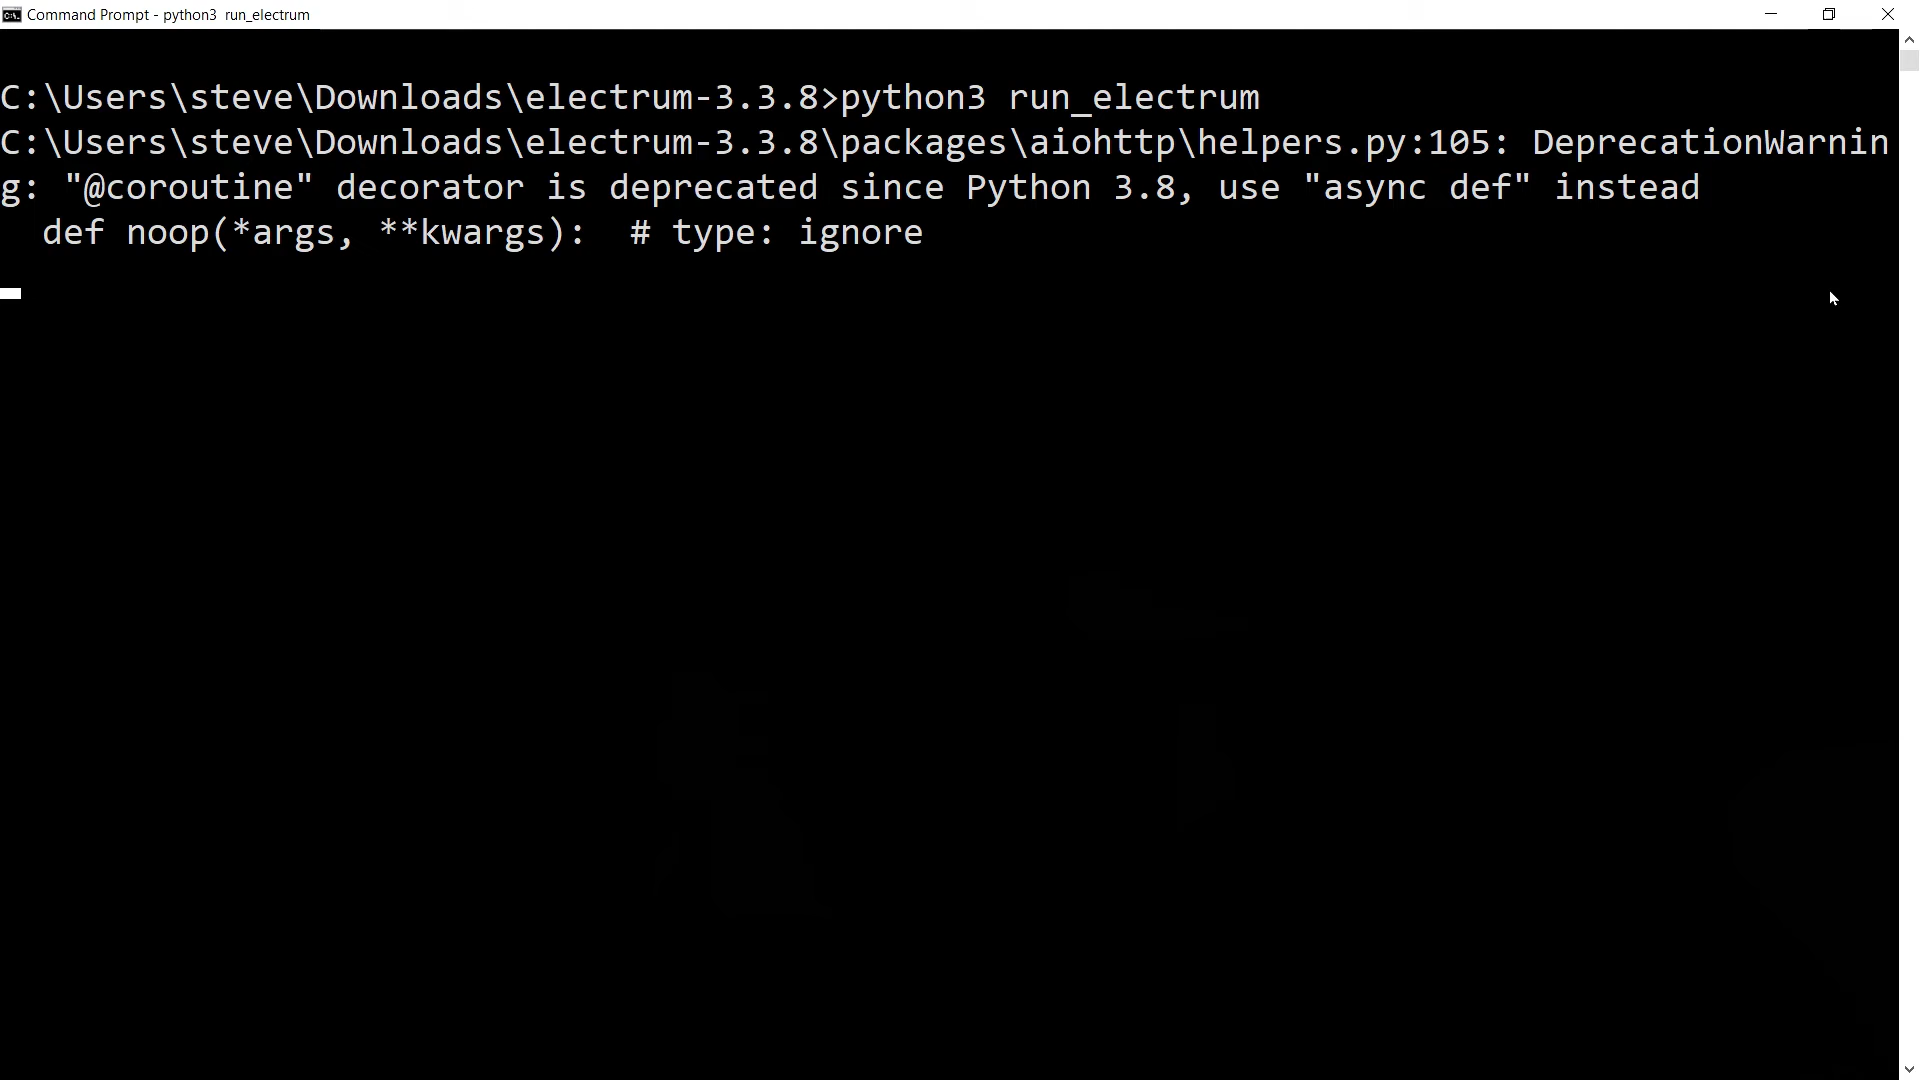 Command Prompt - python3  run_electrum
C:\Users\steve\Downloads\electrum-3.3.8>python3 run_electrum
C:\Users\steve\Downloads\electrum-3.3.8\packages\aiohttp\helpers.py:105: DeprecationWarnin
g: "@coroutine" decorator is deprecated since Python 3.8, use "async def" instead
  def noop(*args, **kwargs):  # type: ignore